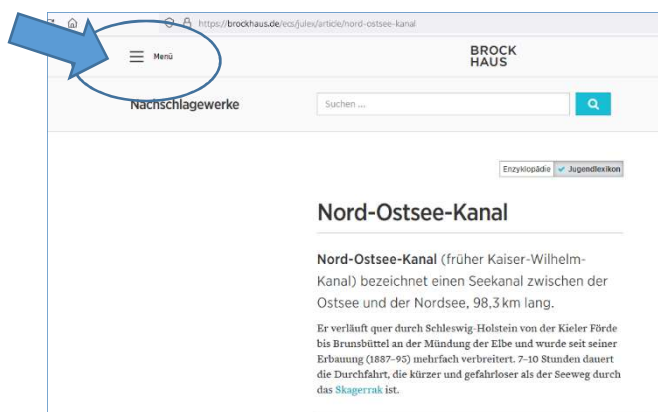 https://brockhaus.de/ecs/julex/article/nord-ostsee-kanal
Menü
BROCK
HAUS
Nachschlagewerke
Suchen ...
Enzyklopädie
Jugendlexikon
Nord-Ostsee-Kanal
Nord-Ostsee-Kanal (früher Kaiser-Wilhelm-
Kanal) bezeichnet einen Seekanal zwischen der
Ostsee und der Nordsee, 98,3 km lang.
Er verläuft quer durch Schleswig-Holstein von der Kieler Förde
bis Brunsbüttel an der Mündung der Elbe und wurde seit seiner
Erbauung (1887–95) mehrfach verbreitert. 7–10 Stunden dauert
die Durchfahrt, die kürzer und gefahrloser als der Seeweg durch
das Skagerrak ist.